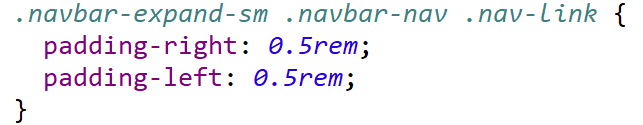 .navbar-expand-sm .navbar-nav .nav-link {
  padding-right: 0.5rem;
  padding-left: 0.5rem;
}